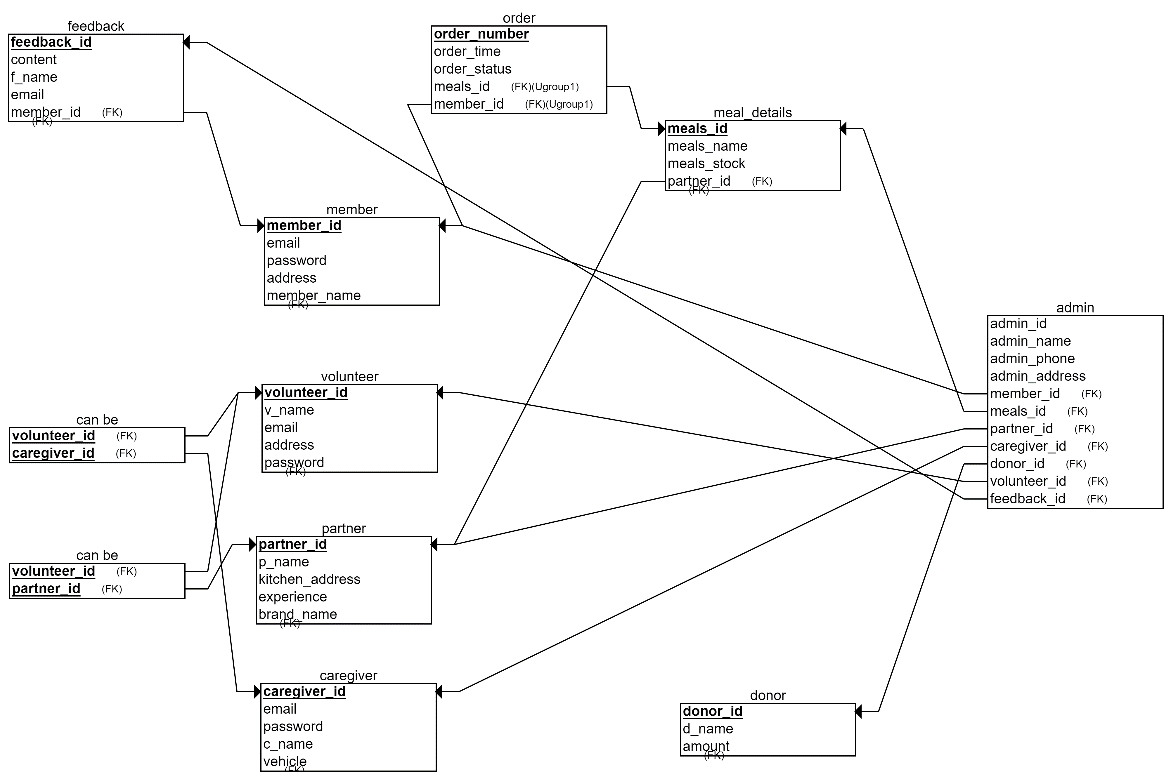 feedback
feedback_id
content
f_name
email
member_id (FK)
(FK)
order
order_number
order_time
order_status
meals_id (FK)(Ugroup1)
member_id (FK)(Ugroup1)
meal_details
meals_id
meals_name
meals_stock
partner_id (FK)
(FK)
member
member_id
email
password
address
member_name
(FK)
admin
admin_id
admin_name
admin_phone
admin_address
member_id (FK)
meals_id (FK)
partner_id (FK)
caregiver_id (FK)
donor_id (FK)
volunteer_id (FK)
feedback_id (FK)
volunteer
volunteer_id
v_name
email
address
password
(FK)
can be
volunteer_id (FK)
caregiver_id (FK)
partner
partner_id
p_name
kitchen_address
experience
brand_name
(FK)
can be
volunteer_id (FK)
partner_id (FK)
caregiver
caregiver_id
email
password
c_name
vehicle
(FK)
donor
donor_id
d_name
amount
(FK)